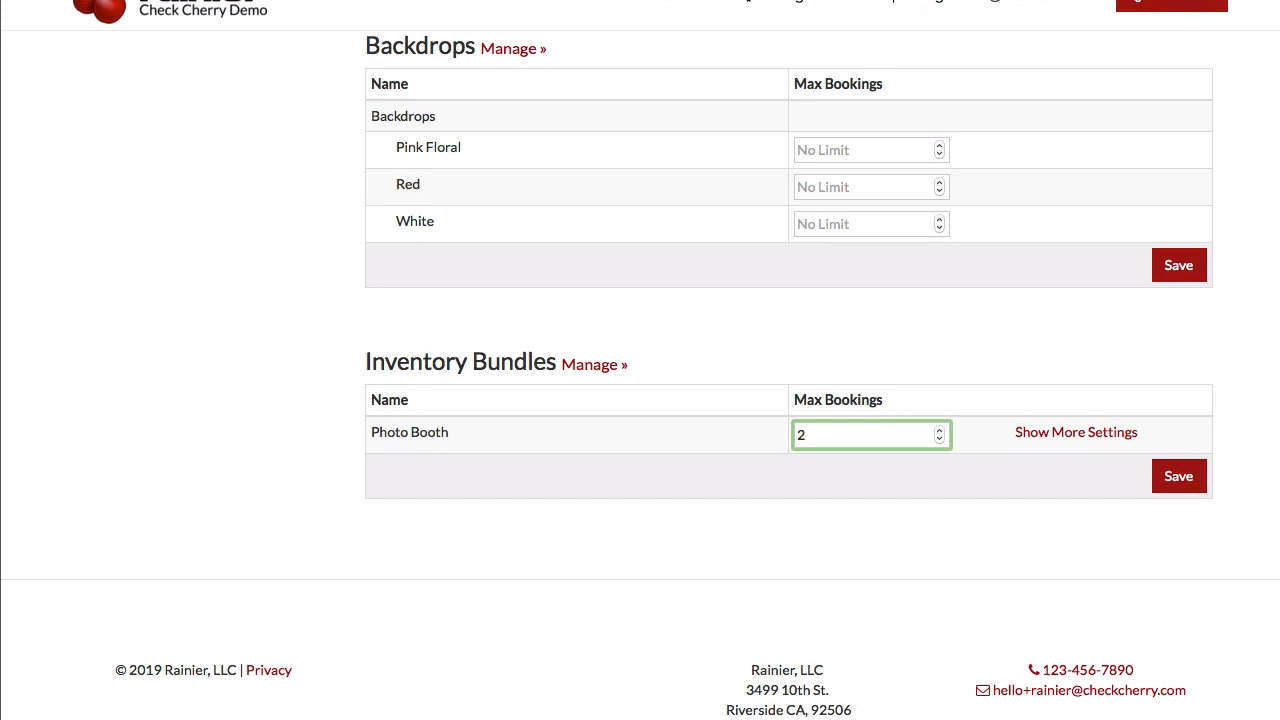 Check Cherry Demo
Backdrops Manage »
Name Max Bookings
Backdrops
Pink Floral No Limit
Red No Limit
White No Limit
Save
Inventory Bundles Manage »
Name Max Bookings
Photo Booth 2 Show More Settings
Save
© 2019 Rainier, LLC | Privacy
Rainier, LLC
3499 10th St.
Riverside CA, 92506
123-456-7890
hello+rainier@checkcherry.com